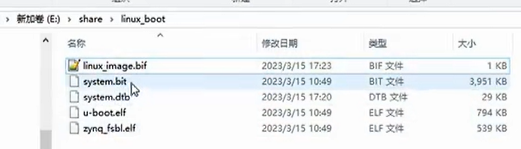 新加卷 (E:) › share › linux_boot
名称 修改日期 类型 大小
linux_image.bif 2023/3/15 17:23 BIF 文件 1 KB
system.bit 2023/3/15 10:49 BIT 文件 3,951 KB
system.dtb 2023/3/15 17:20 DTB 文件 29 KB
u-boot.elf 2023/3/15 10:49 ELF 文件 794 KB
zynq_fsbl.elf 2023/3/15 10:49 ELF 文件 539 KB